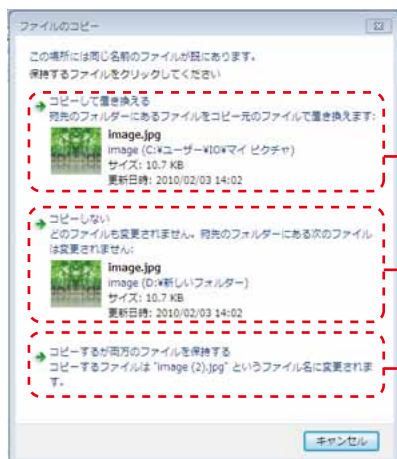 ファイルのコピー
この場所には同じ名前のファイルが既にあります。
保持するファイルをクリックしてください
コピーして置き換える
宛先のフォルダーにあるファイルをコピー元のファイルで置き換えます:
image.jpg
image (C:¥ユーザー¥IO¥マイ ピクチャ)
サイズ: 10.7 KB
更新日時: 2010/02/03 14:02
コピーしない
どのファイルも変更されません。宛先のフォルダーにある次のファイル
は変更されません:
image.jpg
image (D:¥新しいフォルダー)
サイズ: 10.7 KB
更新日時: 2010/02/03 14:02
コピーするが両方のファイルを保持する
コピーするファイルは "image (2).jpg" というファイル名に変更されま
す。
キャンセル